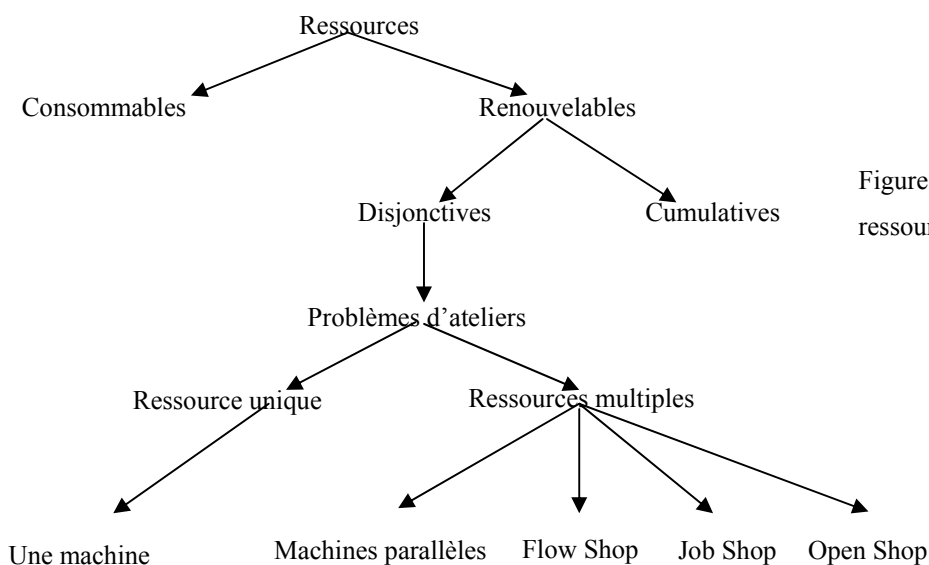 Ressources
Consommables
Renouvelables
Figure
ressour
Disjonctives
Cumulatives
Problèmes d’ateliers
Ressource unique
Ressources multiples
Une machine
Machines parallèles
Flow Shop
Job Shop
Open Shop